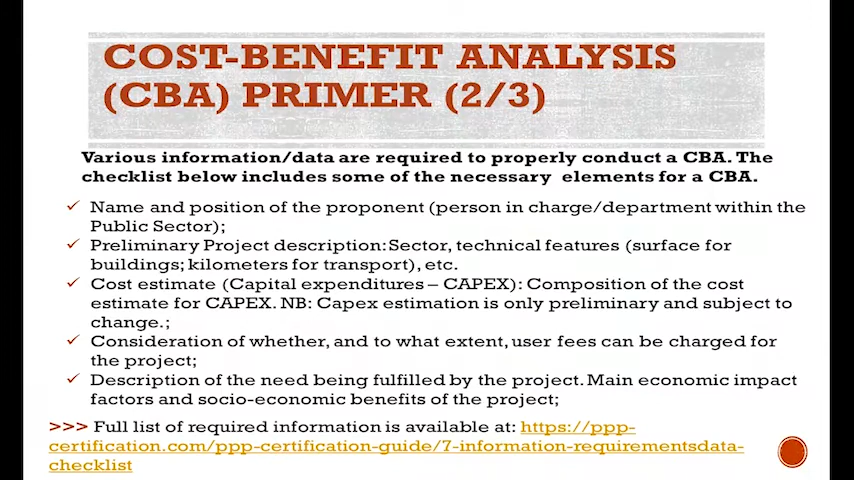 COST-BENEFIT ANALYSIS
(CBA) PRIMER (2/3)
Various information/data are required to properly conduct a CBA. The
checklist below includes some of the necessary elements for a CBA.
✓ Name and position of the proponent (person in charge/department within the
Public Sector);
✓ Preliminary Project description: Sector, technical features (surface for
buildings; kilometers for transport), etc.
✓ Cost estimate (Capital expenditures – CAPEX): Composition of the cost
estimate for CAPEX. NB: Capex estimation is only preliminary and subject to
change.;
✓ Consideration of whether, and to what extent, user fees can be charged for
the project;
✓ Description of the need being fulfilled by the project. Main economic impact
factors and socio-economic benefits of the project;
>>> Full list of required information is available at: https://ppp-
certification.com/ppp-certification-guide/7-information-requirementsdata-
checklist